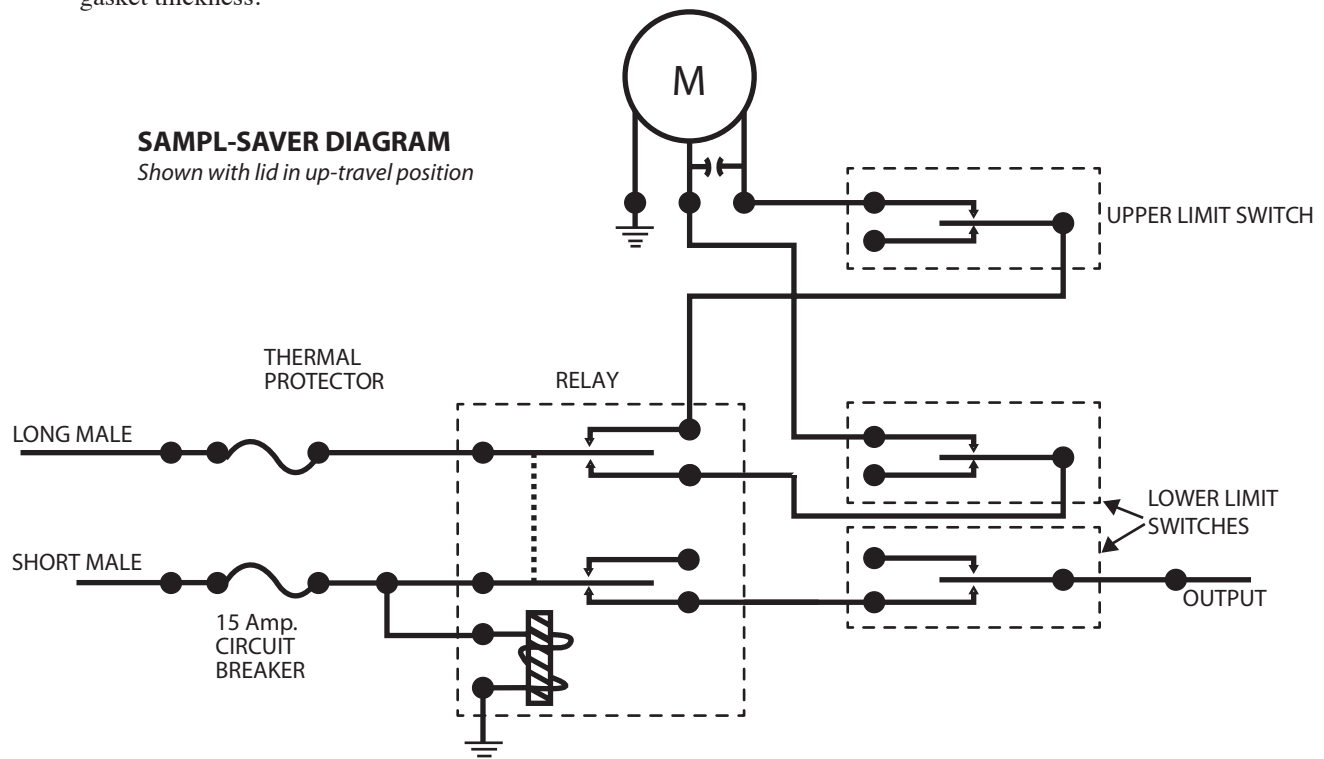 gasket thickness?
M
SAMPL-SAVER DIAGRAM
Shown with lid in up-travel position
UPPER LIMIT SWITCH
THERMAL
PROTECTOR
RELAY
LONG MALE
LOWER LIMIT
SWITCHES
SHORT MALE
OUTPUT
15 Amp.
CIRCUIT
BREAKER